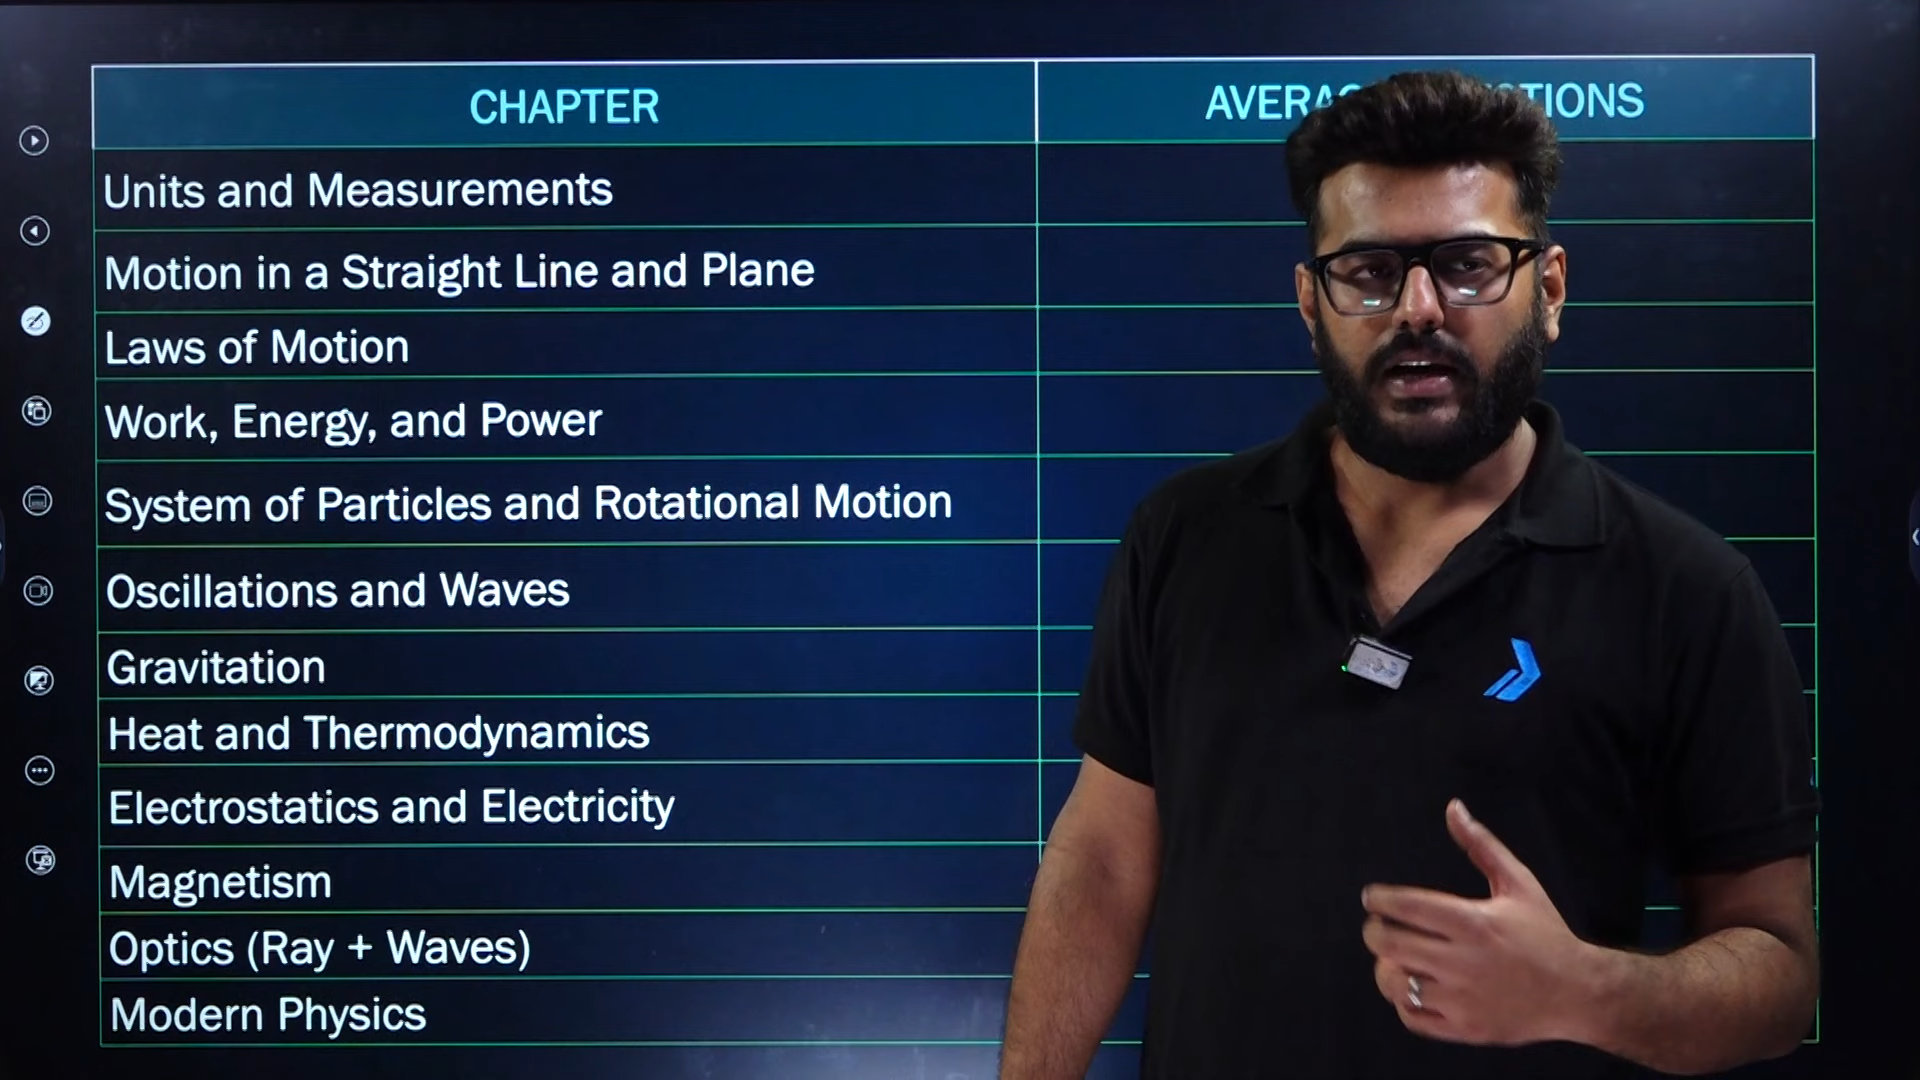 CHAPTER
Units and Measurements
Motion in a Straight Line and Plane
Laws of Motion
Work, Energy, and Power
System of Particles and Rotational Motion
Oscillations and Waves
Gravitation
Heat and Thermodynamics
Electrostatics and Electricity
Magnetism
Optics (Ray + Waves)
Modern Physics